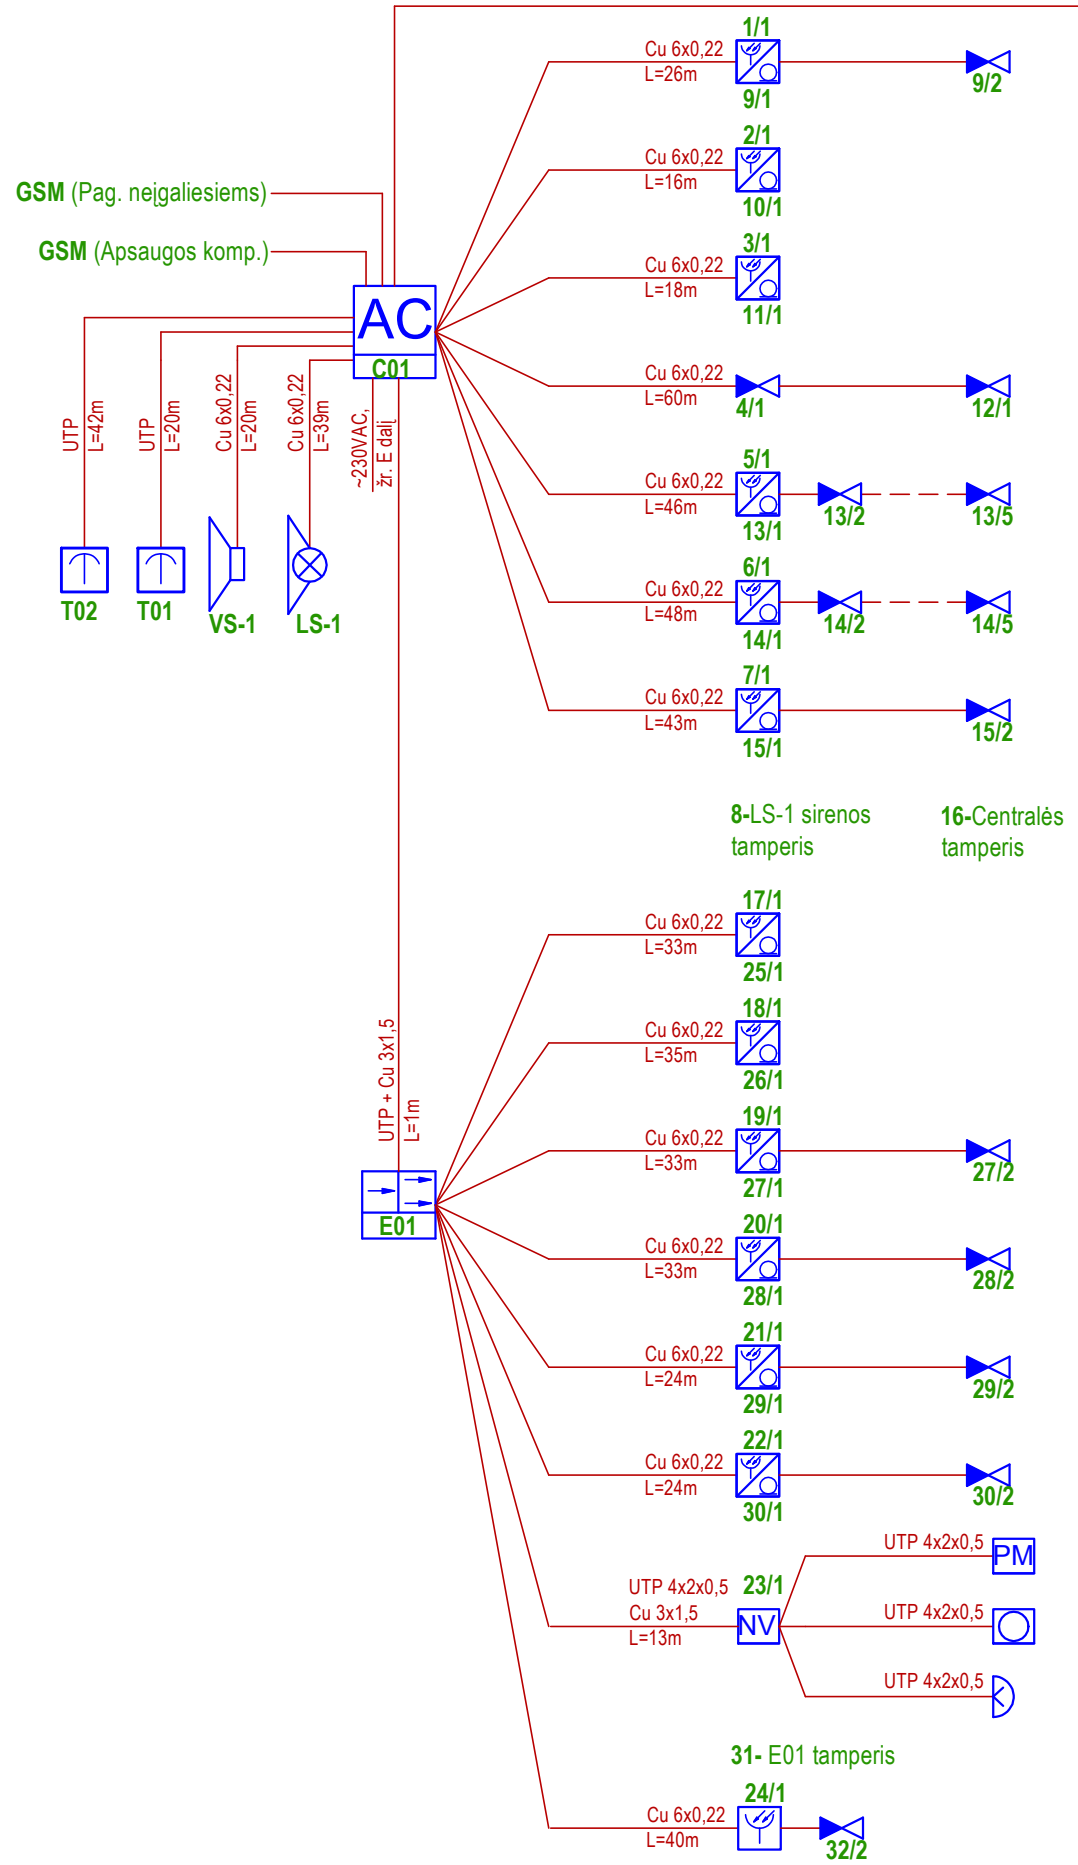 1/1
Cu 6x0,22
L=26m
9/1
9/2
2/1
Cu 6x0,22
L=16m
10/1
GSM (Pag. neįgaliesiems)
GSM (Apsaugos komp.)
3/1
Cu 6x0,22
L=18m
11/1
AC
C01
Cu 6x0,22
L=60m
4/1
12/1
UTP
L=42m
UTP
L=20m
Cu 6x0,22
L=20m
Cu 6x0,22
L=39m
~230VAC,
žr. E dalį
5/1
Cu 6x0,22
L=46m
13/1
13/2
13/5
T02
T01
VS-1
LS-1
6/1
Cu 6x0,22
L=48m
14/1
14/2
14/5
7/1
Cu 6x0,22
L=43m
15/1
15/2
8-LS-1 sirenos
tamperis
16-Centralės
tamperis
17/1
Cu 6x0,22
L=33m
25/1
18/1
Cu 6x0,22
L=35m
26/1
UTP + Cu 3x1,5
L=1m
19/1
Cu 6x0,22
L=33m
27/1
27/2
E01
20/1
Cu 6x0,22
L=33m
28/1
28/2
21/1
Cu 6x0,22
L=24m
29/1
29/2
22/1
Cu 6x0,22
L=24m
30/1
30/2
UTP 4x2x0,5
PM
UTP 4x2x0,5
23/1
Cu 3x1,5
L=13m
NV
UTP 4x2x0,5
UTP 4x2x0,5
31- E01 tamperis
24/1
Cu 6x0,22
L=40m
32/2